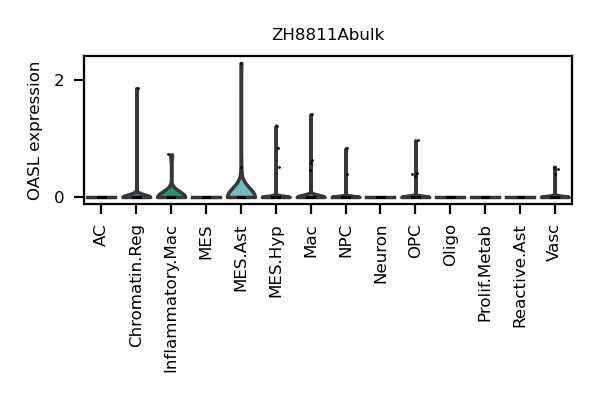 ZH8811Abulk
OASL expression
2
0
AC
Chromatin.Reg
Inflammatory.Mac
MES
MES.Ast
MES.Hyp
Mac
NPC
Neuron
OPC
Oligo
Prolif.Metab
Reactive.Ast
Vasc